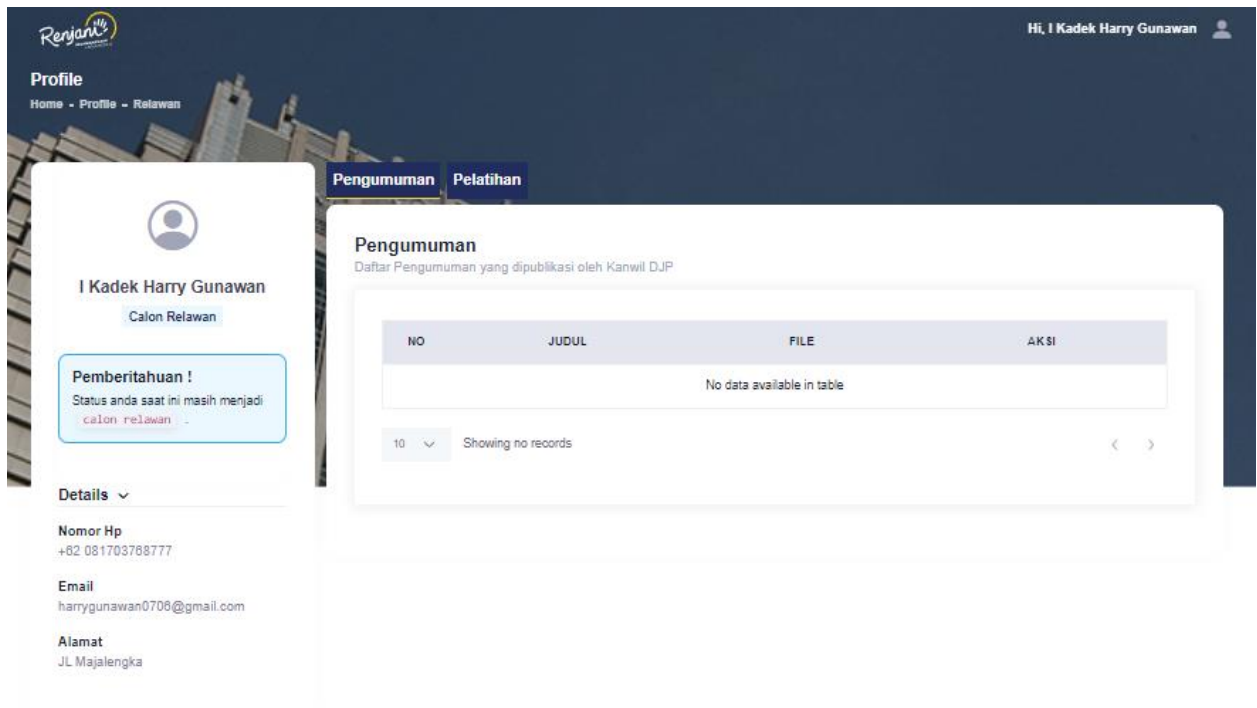 Renjani
Hi, I Kadek Harry Gunawan
Profile
Home - Profile - Relawan
Pengumuman Pelatihan
I Kadek Harry Gunawan
Calon Relawan
Pemberitahuan !
Status anda saat ini masih menjadi
calon relawan .
Details
Nomor Hp
+62 081703768777
Email
harrygunawan0706@gmail.com
Alamat
JL Majalengka
Pengumuman
Daftar Pengumuman yang dipublikasi oleh Kanwil DJP
NO JUDUL FILE AKSI
No data available in table
10 Showing no records